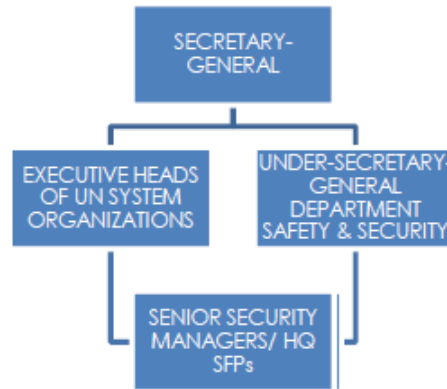 SECRETARY-
GENERAL
EXECUTIVE HEADS
OF UN SYSTEM
ORGANIZATIONS
UNDER-SECRETARY-
GENERAL
DEPARTMENT
SAFETY & SECURITY
SENIOR SECURITY
MANAGERS/ HQ
SFPs